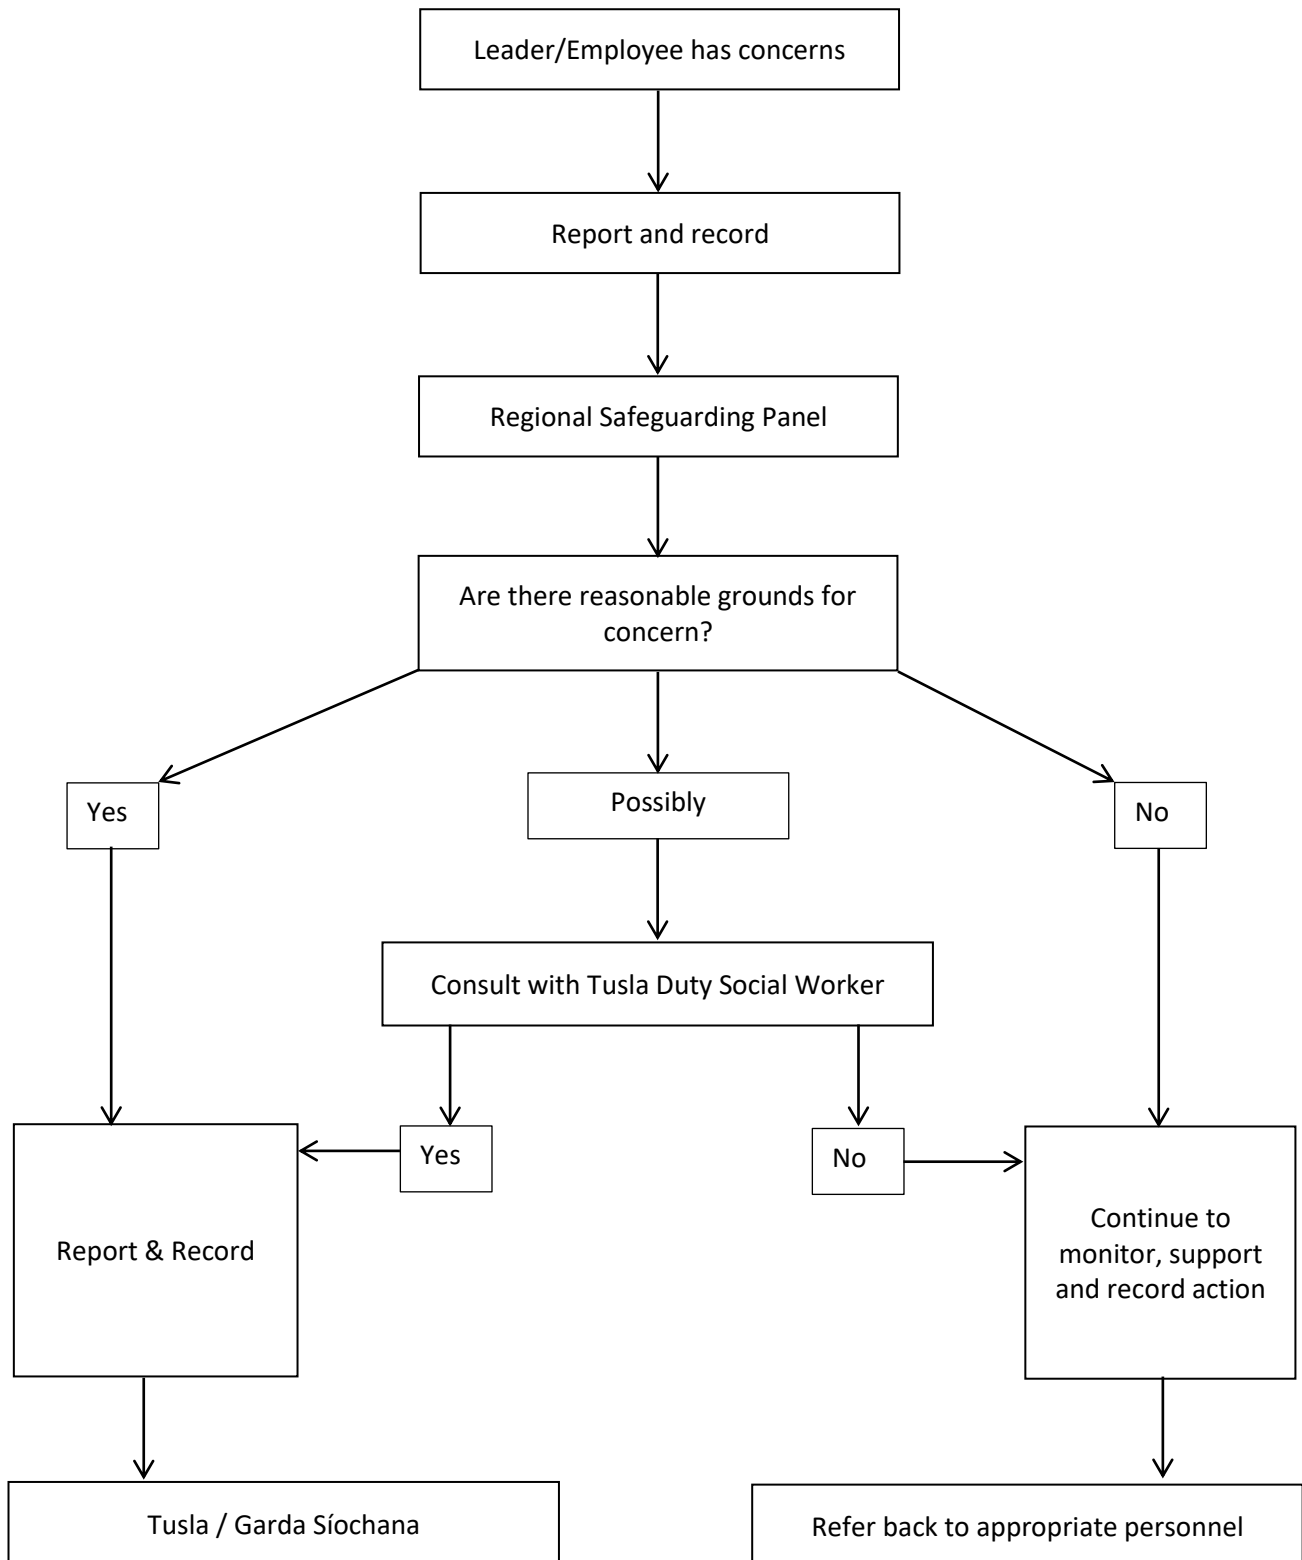 Leader/Employee has concerns
Report and record
Regional Safeguarding Panel
Are there reasonable grounds for
concern?
Yes
Possibly
No
Consult with Tusla Duty Social Worker
Yes
No
Report & Record
Continue to
monitor, support
and record action
Tusla / Garda Síochana
Refer back to appropriate personnel